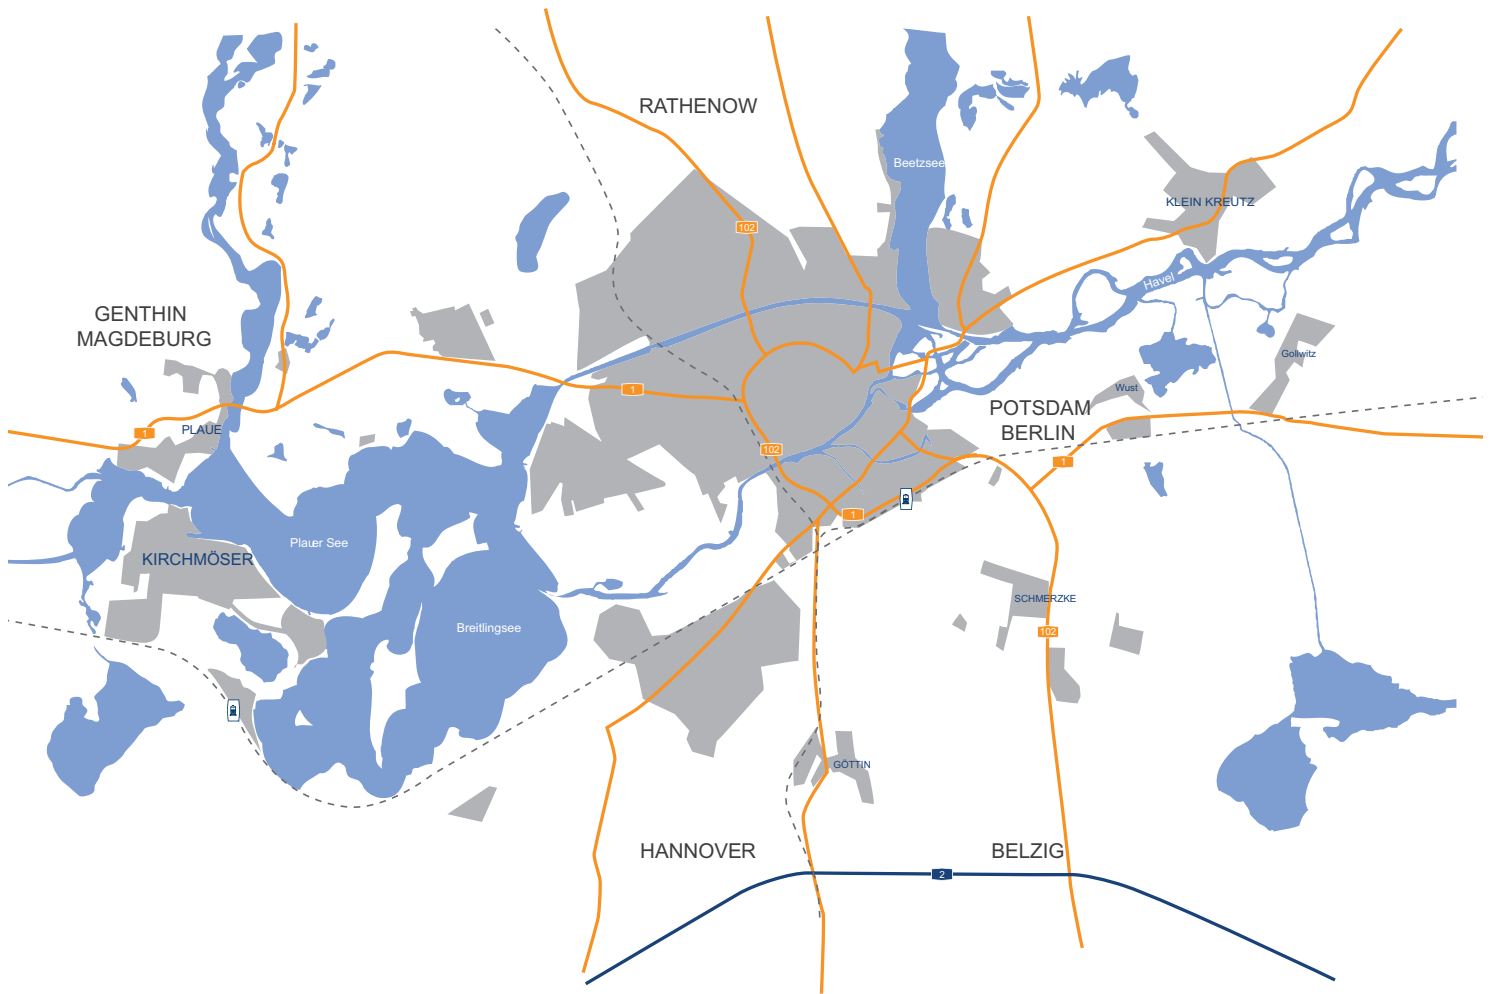 RATHENOW
Beetzsee
KLEIN KREUTZ
102
Havel
GENTHIN
MAGDEBURG
Gollwitz
1
Wust
POTSDAM
BERLIN
PLAUE
1
102
1
1
Plauer See
KIRCHMÖSER
SCHMERZKE
Breitlingsee
102
GÖTTIN
HANNOVER
BELZIG
2